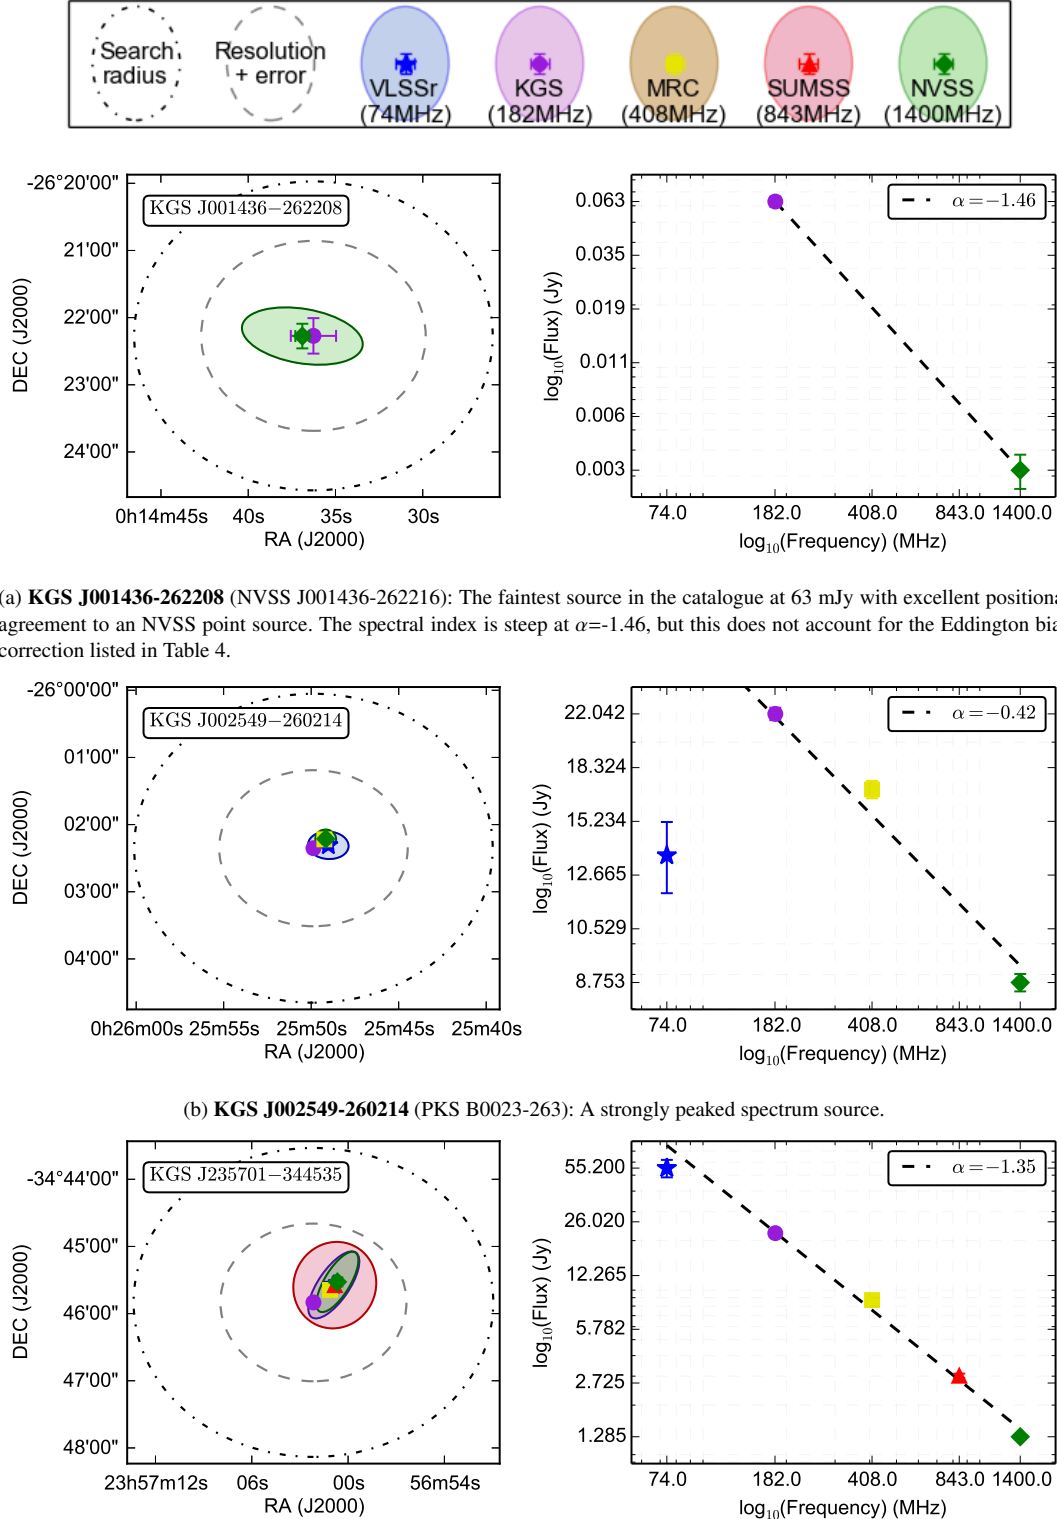 Search radius
Resolution + error
VLSSr (74MHz)
KGS (182MHz)
MRC (408MHz)
SUMSS (843MHz)
NVSS (1400MHz)
KGS J001436−262208
-26°20'00"
21'00"
22'00"
23'00"
24'00"
DEC (J2000)
0h14m45s 40s 35s 30s
RA (J2000)
α=−1.46
0.063
0.035
0.019
0.011
0.006
0.003
log10(Flux) (Jy)
74.0 182.0 408.0 843.0 1400.0
log10(Frequency) (MHz)
(a) KGS J001436-262208 (NVSS J001436-262216): The faintest source in the catalogue at 63 mJy with excellent positiona
agreement to an NVSS point source. The spectral index is steep at α=-1.46, but this does not account for the Eddington bia
correction listed in Table 4.
KGS J002549−260214
-26°00'00"
01'00"
02'00"
03'00"
04'00"
DEC (J2000)
0h26m00s 25m55s 25m50s 25m45s 25m40s
RA (J2000)
α=−0.42
22.042
18.324
15.234
12.665
10.529
8.753
log10(Flux) (Jy)
74.0 182.0 408.0 843.0 1400.0
log10(Frequency) (MHz)
(b) KGS J002549-260214 (PKS B0023-263): A strongly peaked spectrum source.
KGS J235701−344535
-34°44'00"
45'00"
46'00"
47'00"
48'00"
DEC (J2000)
23h57m12s 06s 00s 56m54s
RA (J2000)
α=−1.35
55.200
26.020
12.265
5.782
2.725
1.285
log10(Flux) (Jy)
74.0 182.0 408.0 843.0 1400.0
log10(Frequency) (MHz)